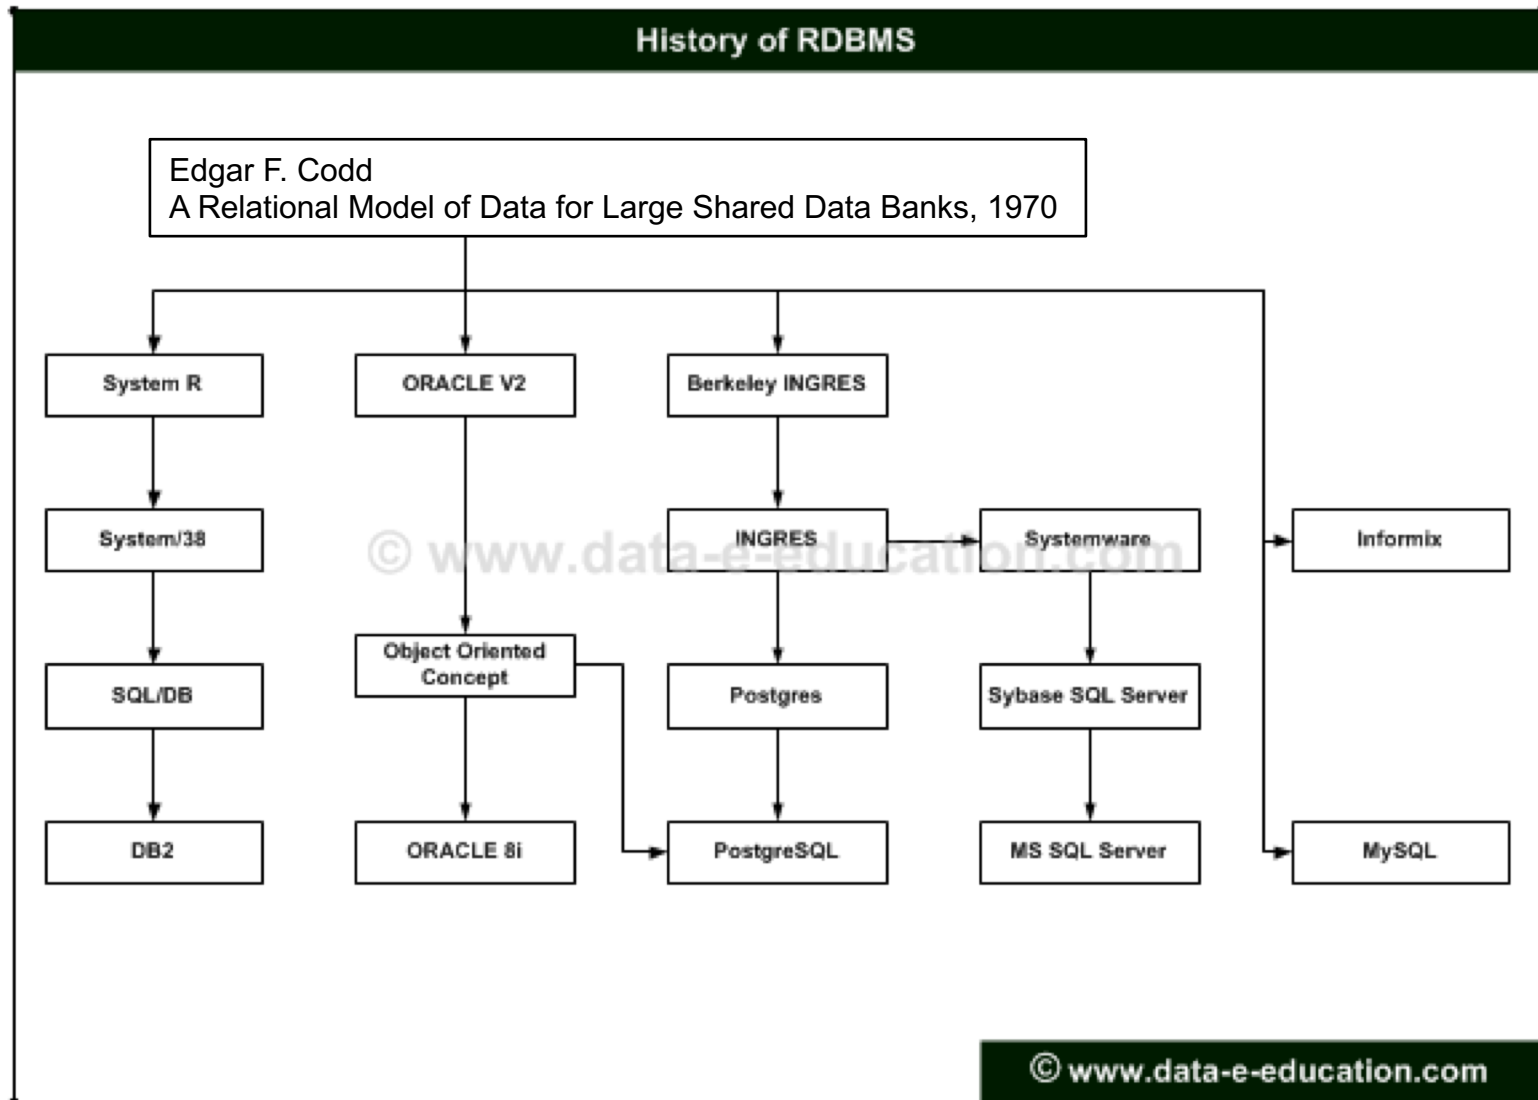 History of RDBMS
Edgar F. Codd
A Relational Model of Data for Large Shared Data Banks, 1970
System R
ORACLE V2
Berkeley INGRES
System/38
INGRES
Systemware
Informix
© www.data-e-education.com
Object Oriented
Concept
SQL/DB
Postgres
Sybase SQL Server
DB2
ORACLE 8i
PostgreSQL
MS SQL Server
MySQL
© www.data-e-education.com